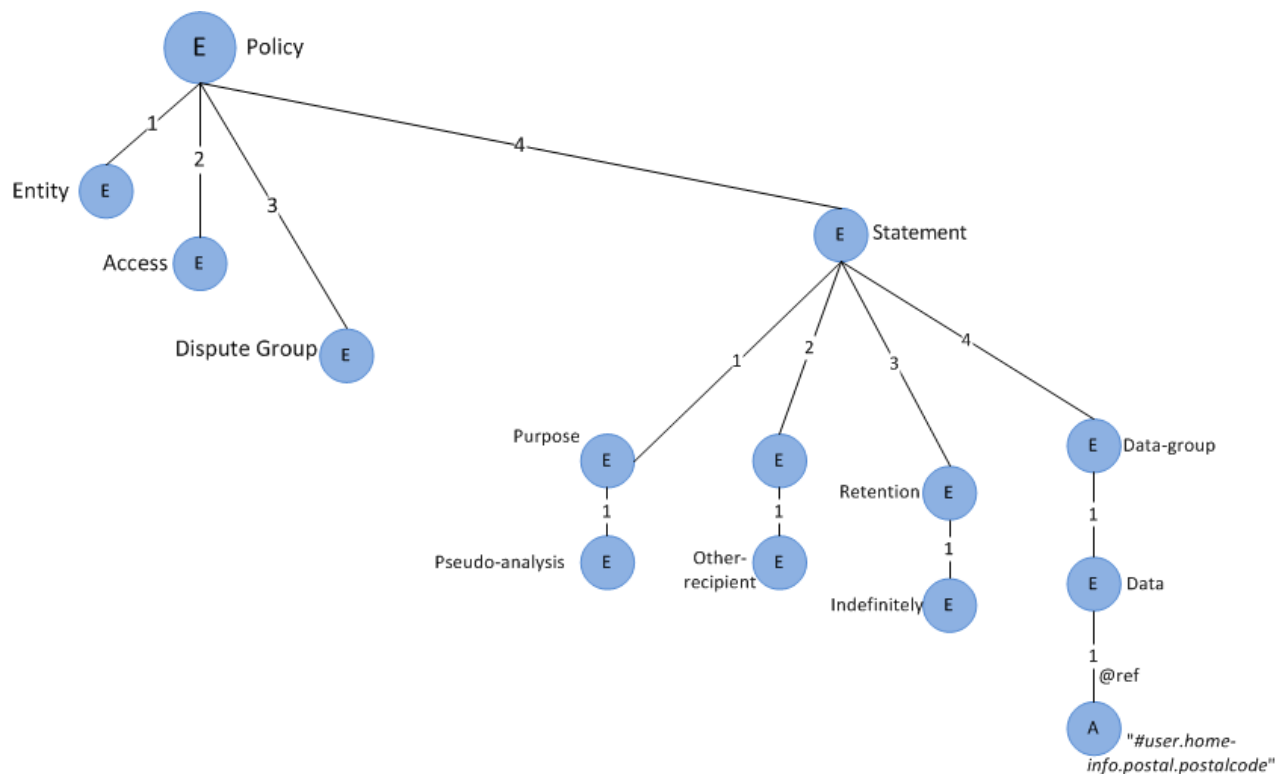 E Policy
1
4
2
Entity E
3
E Statement
Access E
Dispute Group E
4
2
1
3
Purpose
E
E
E Data-group
Retention E
1
1
1
1
Pseudo-analysis E
Other-
recipient
E
E Data
Indefinitely E
1
@ref
A
"#user.home-
info.postal.postalcode"